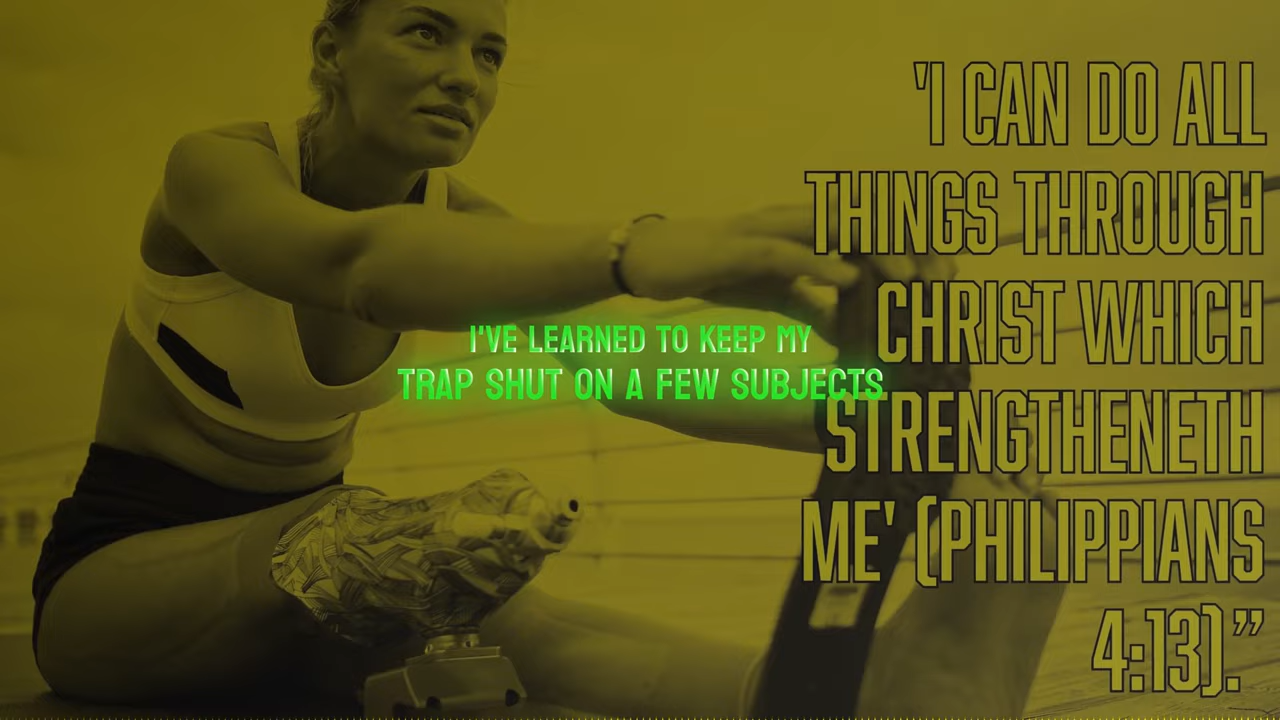 'I CAN DO ALL
THINGS THROUGH
CHRIST WHICH
STRENGTHENETH
ME' (PHILIPPIANS
4:13).”
I'VE LEARNED TO KEEP MY
TRAP SHUT ON A FEW SUBJECTS